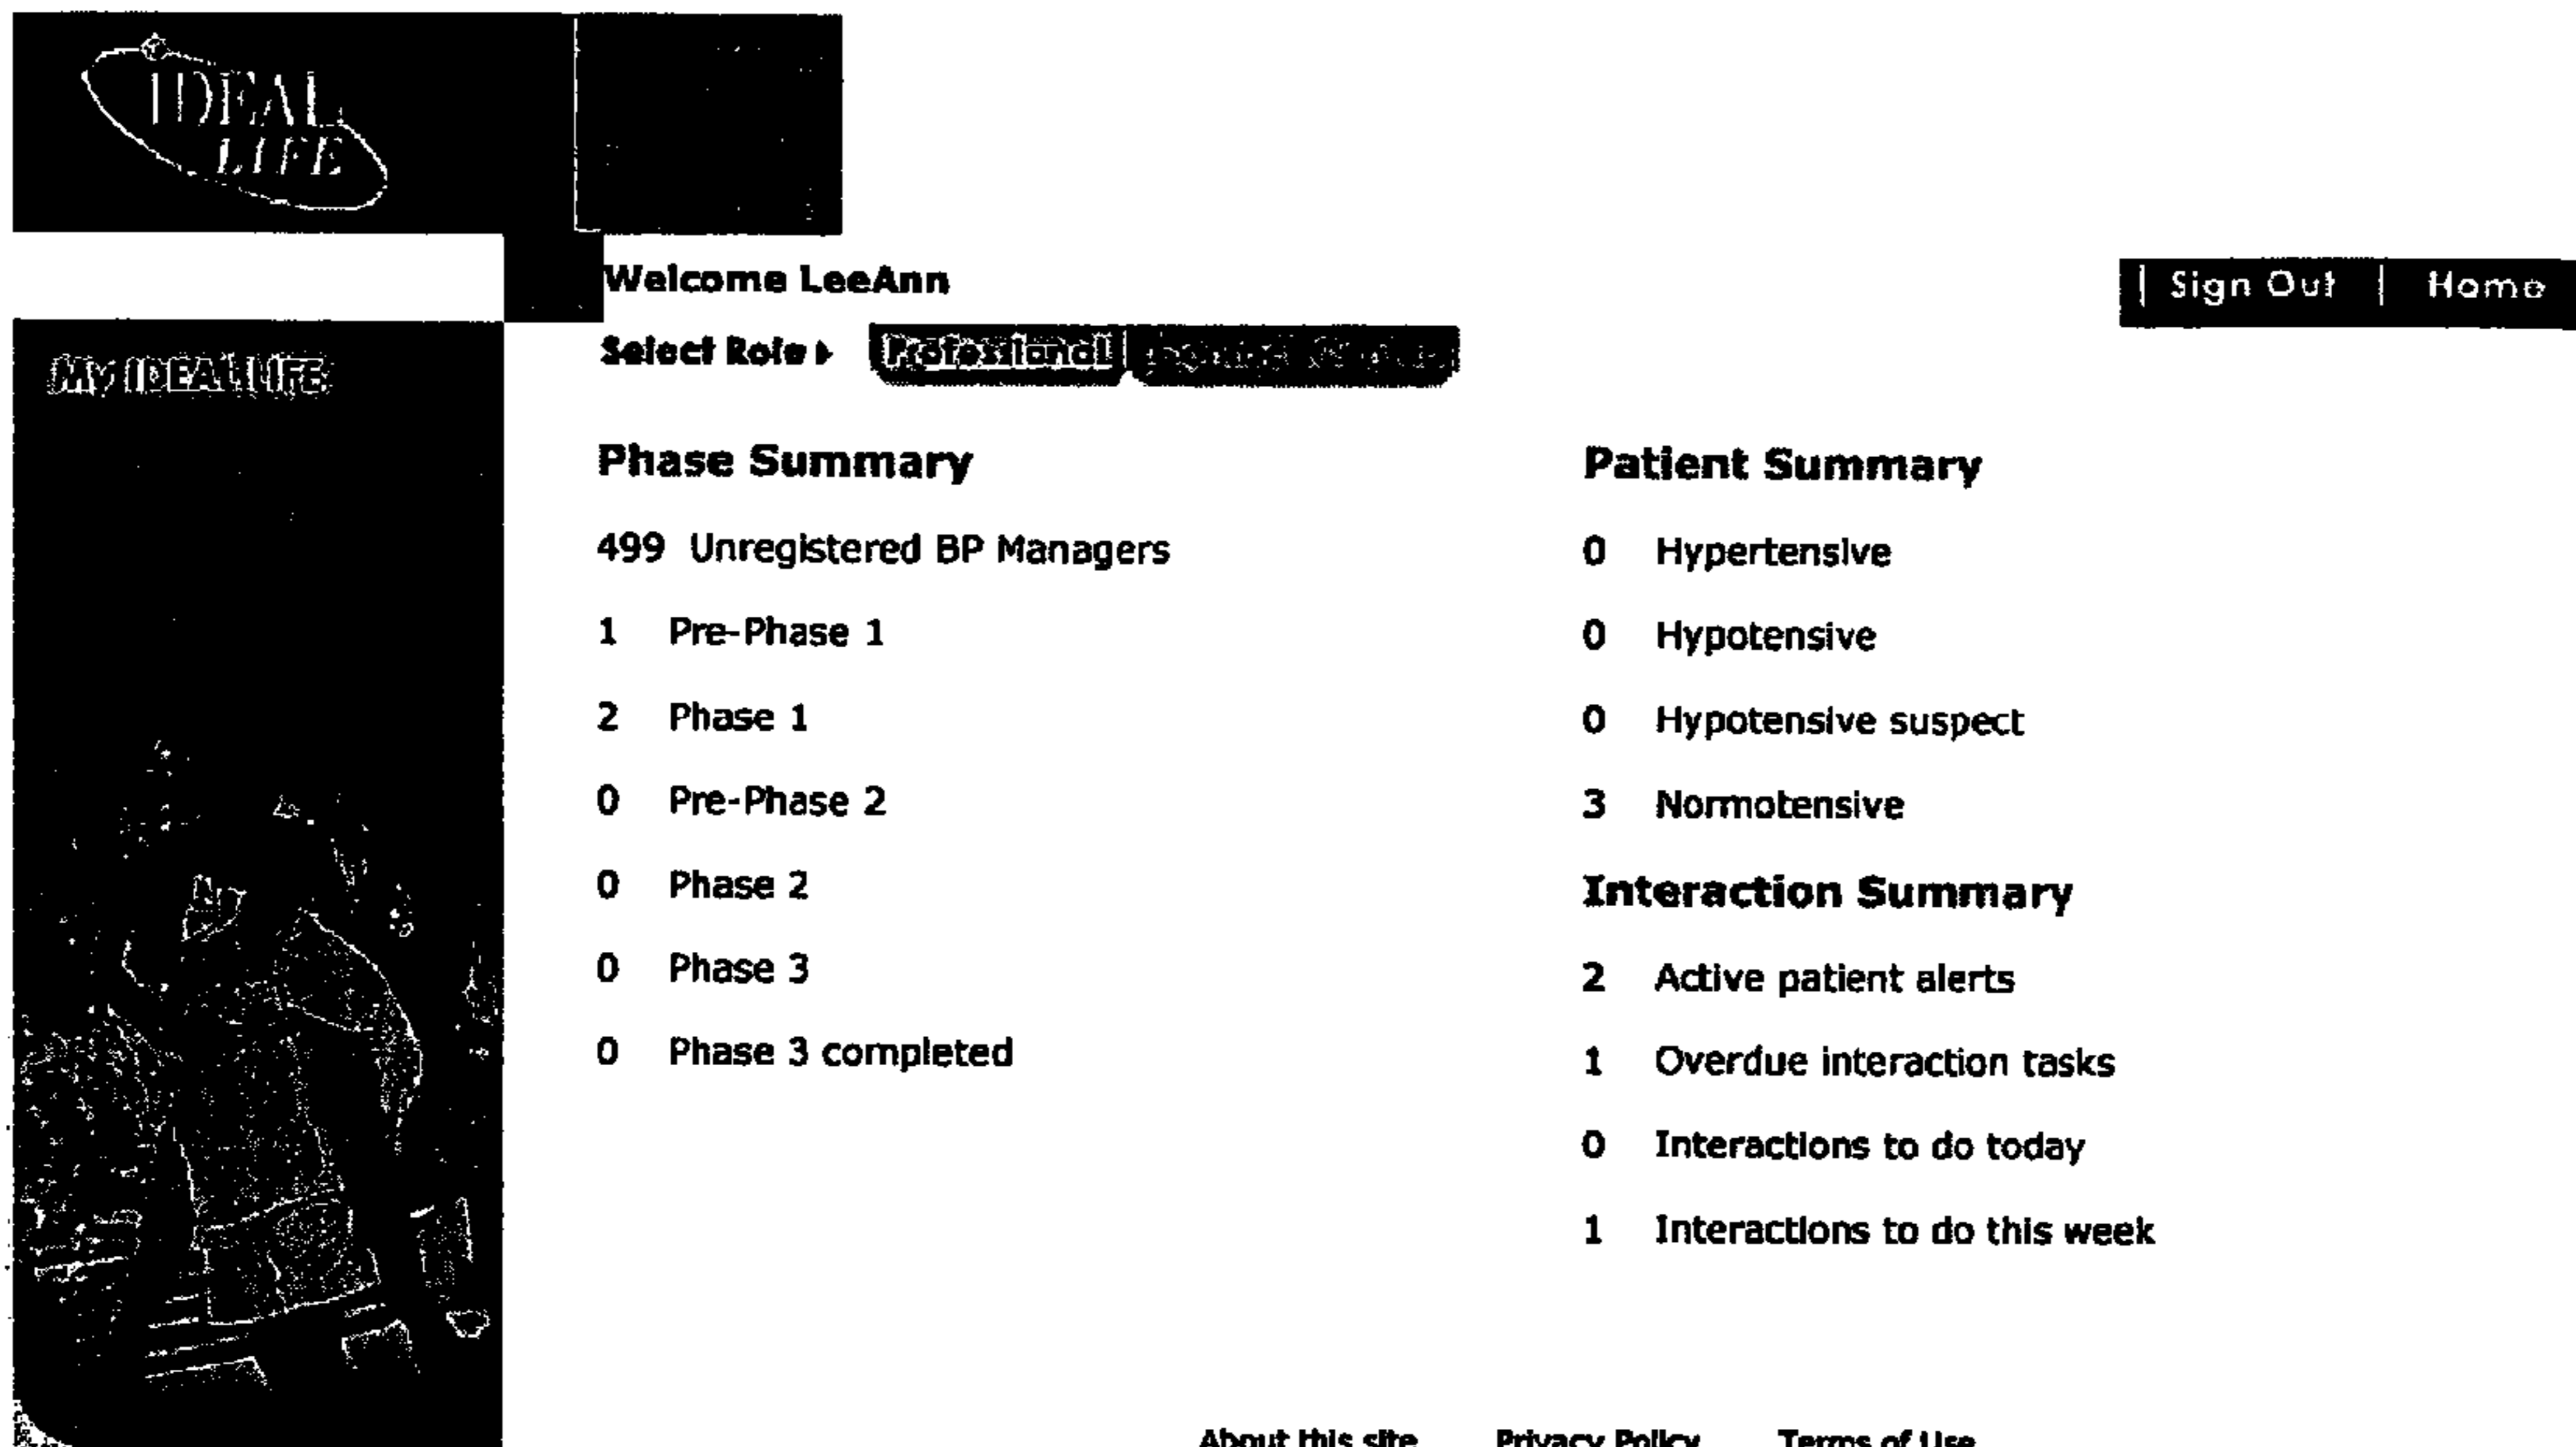 IDEAL
LIFE
Welcome LeeAnn
| Sign Out | Home
Select Role Professional
My IDEAL LIFE
Phase Summary
499 Unregistered BP Managers
1 Pre-Phase 1
2 Phase 1
0 Pre-Phase 2
0 Phase 2
0 Phase 3
0 Phase 3 completed
Patient Summary
0 Hypertensive
0 Hypotensive
0 Hypotensive suspect
3 Normotensive
Interaction Summary
2 Active patient alerts
1 Overdue interaction tasks
0 Interactions to do today
1 Interactions to do this week
About this site Privacy Policy Terms of Use